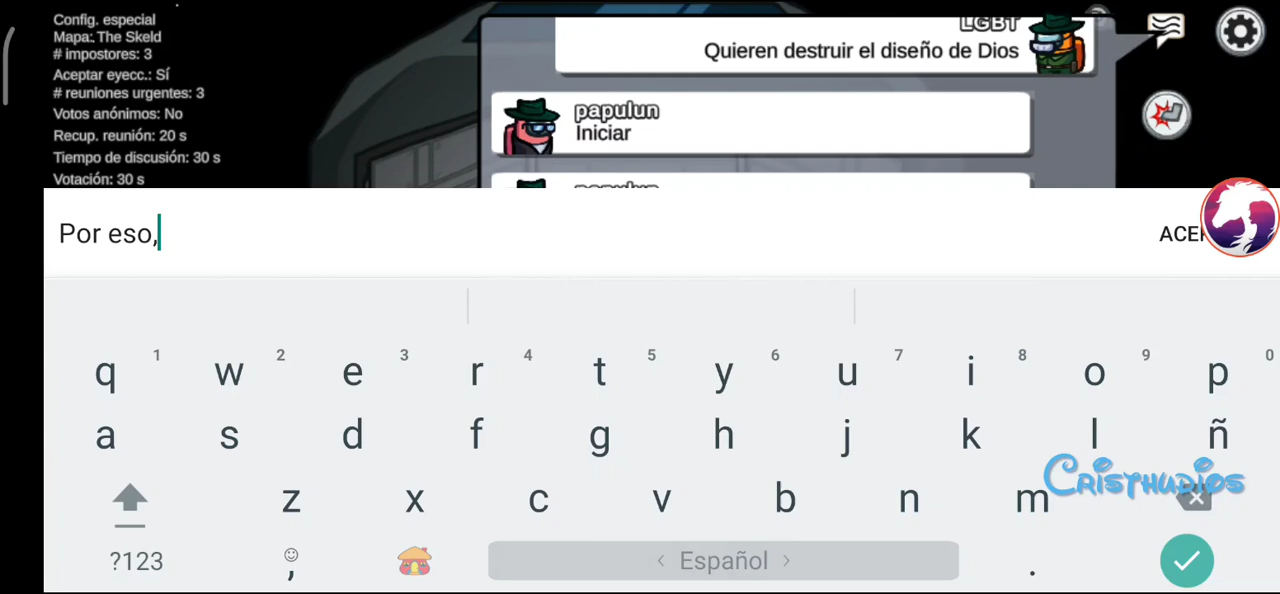 Config. especial
Mapa: The Skeld
# impostores: 3
Aceptar eyecc.: Sí
# reuniones urgentes: 3
Votos anónimos: No
Recup. reunión: 20 s
Tiempo de discusión: 30 s
Votación: 30 s
LGBT
Quieren destruir el diseño de Dios
papulun
Iniciar
papulun
Por eso,
q 1 w 2 e 3 r 4 t 5 y 6 u 7 i 8 o 9 p 0
a s d f g h j k l ñ
z x c v b n m
CRISTHUDIOS
?123 , < Español > .